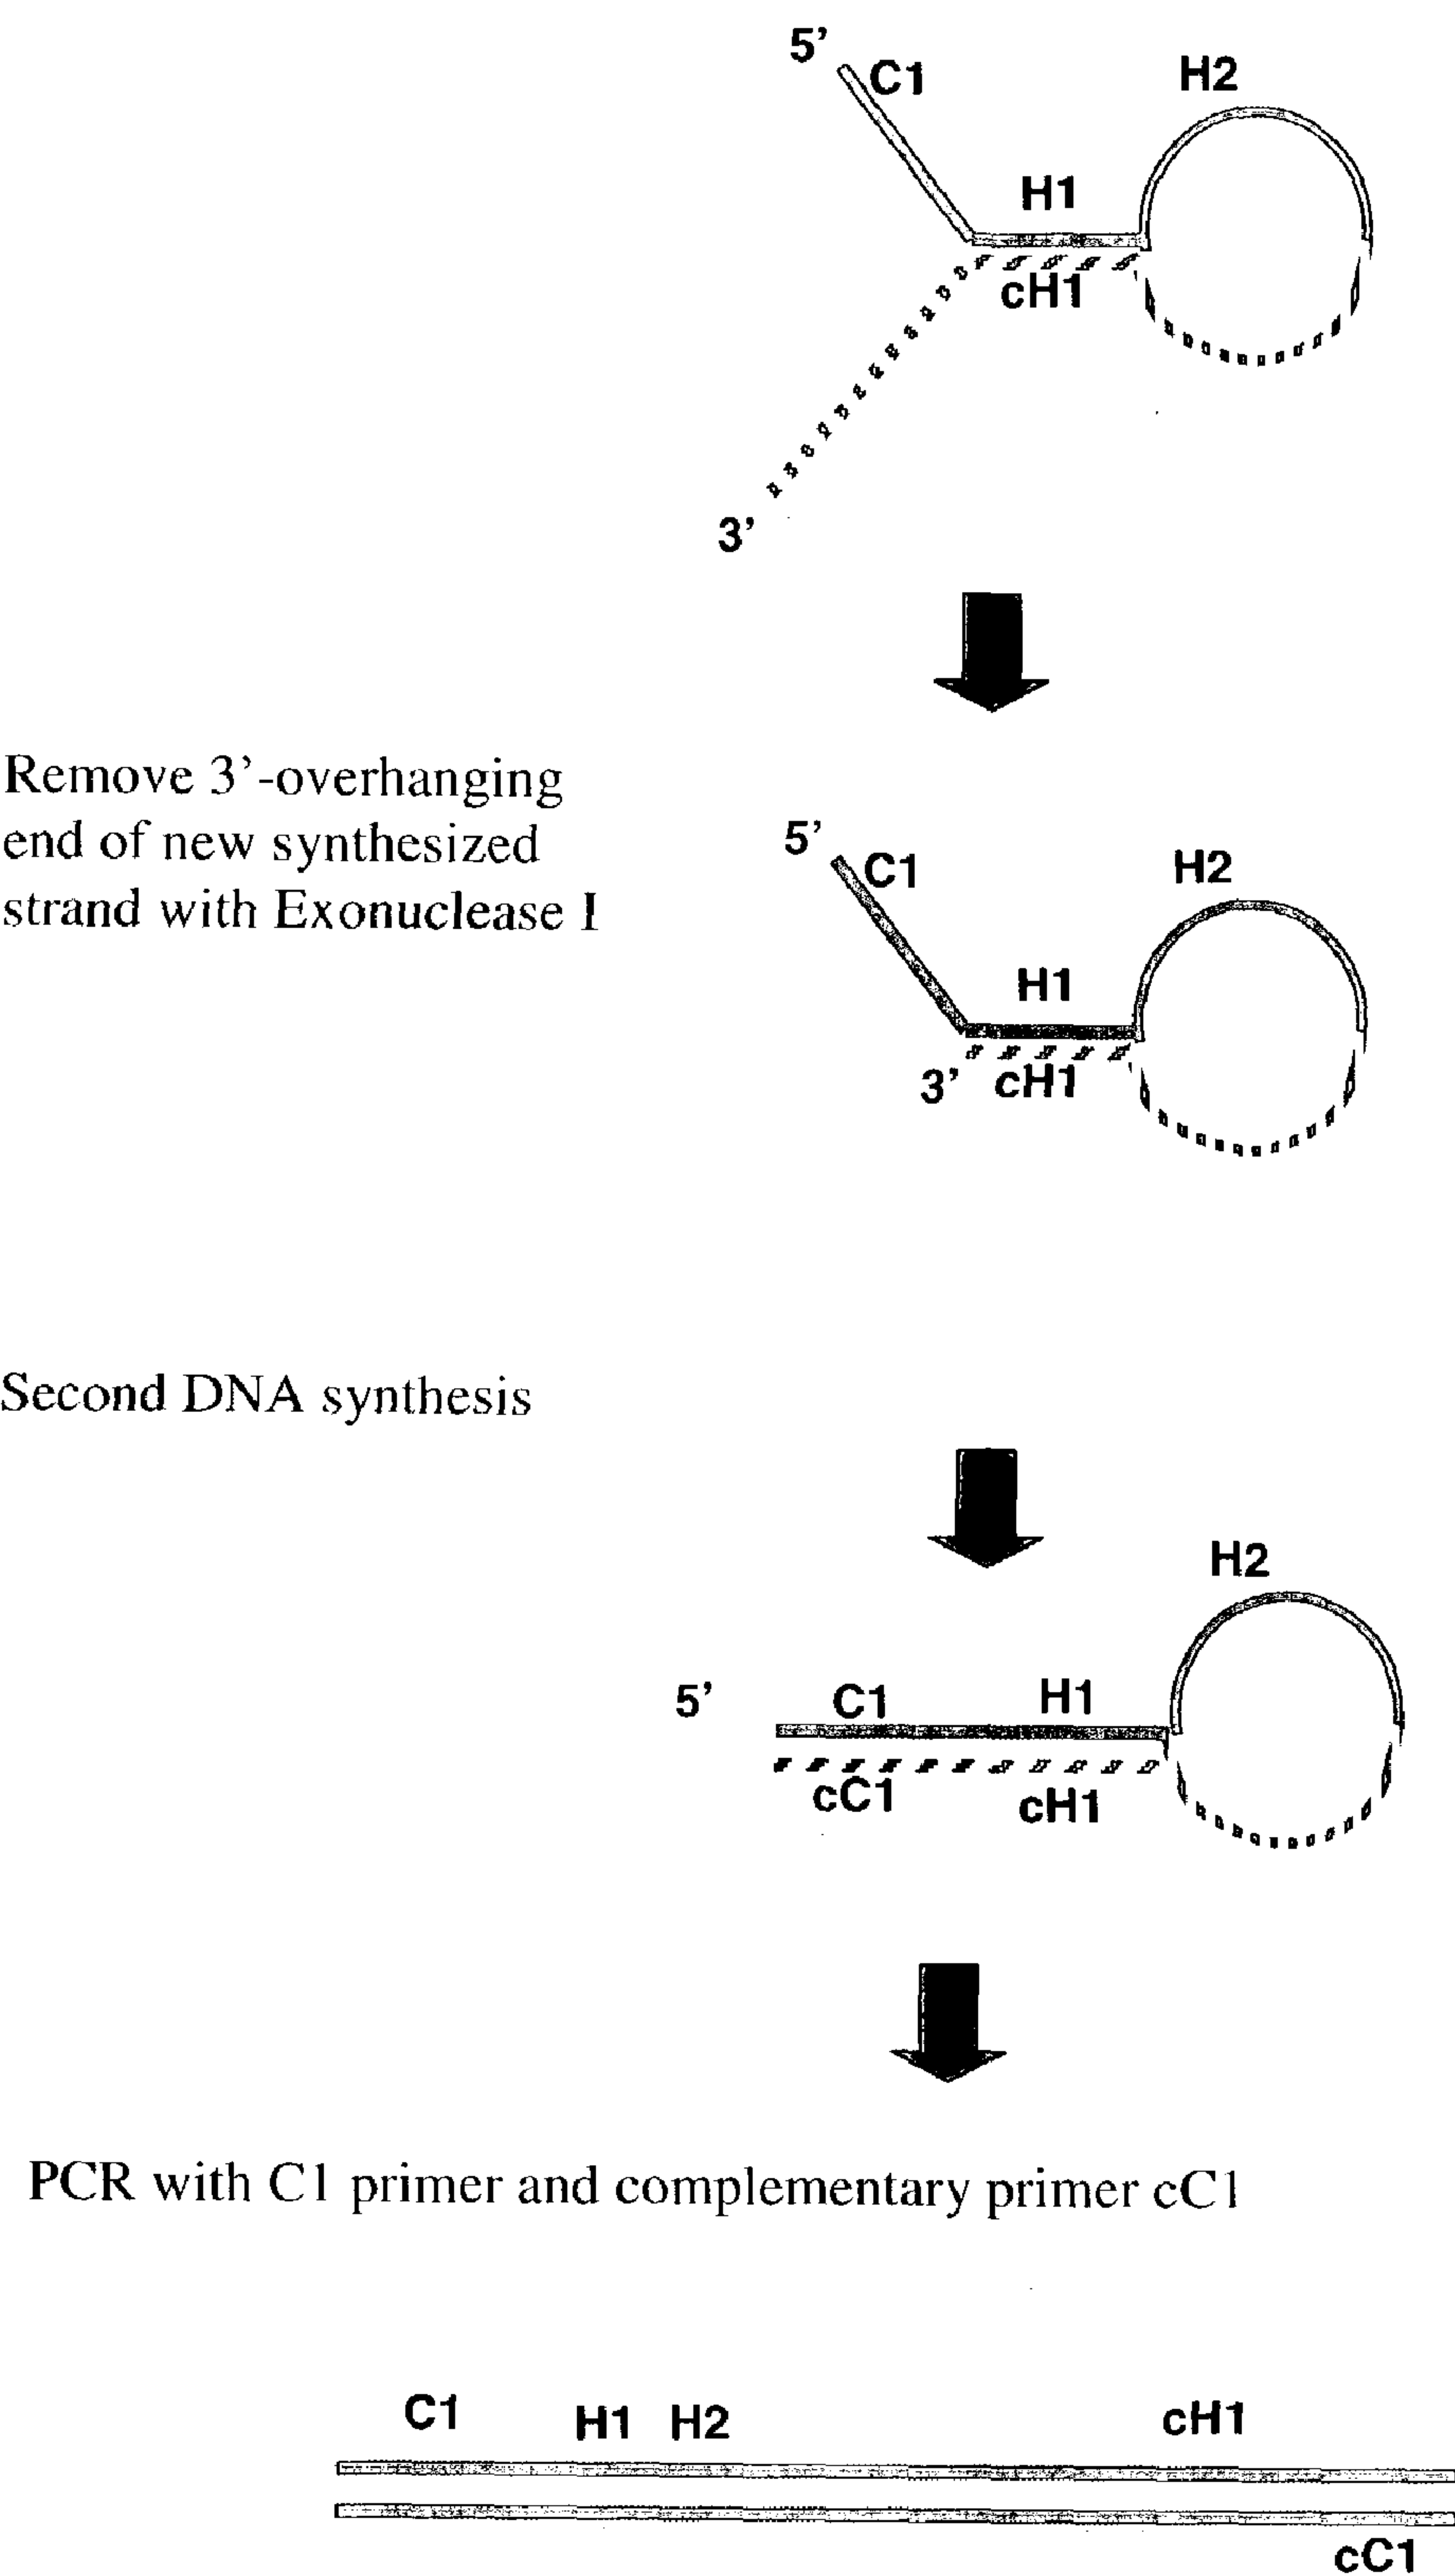 5’
C1
H2
H1
cH1
3’
Remove 3’-overhanging
end of new synthesized
strand with Exonuclease I
5’
C1
H2
H1
3’ cH1
Second DNA synthesis
H2
5’ C1 H1
cC1 cH1
PCR with C1 primer and complementary primer cC1
C1 H1 H2 cH1
cC1